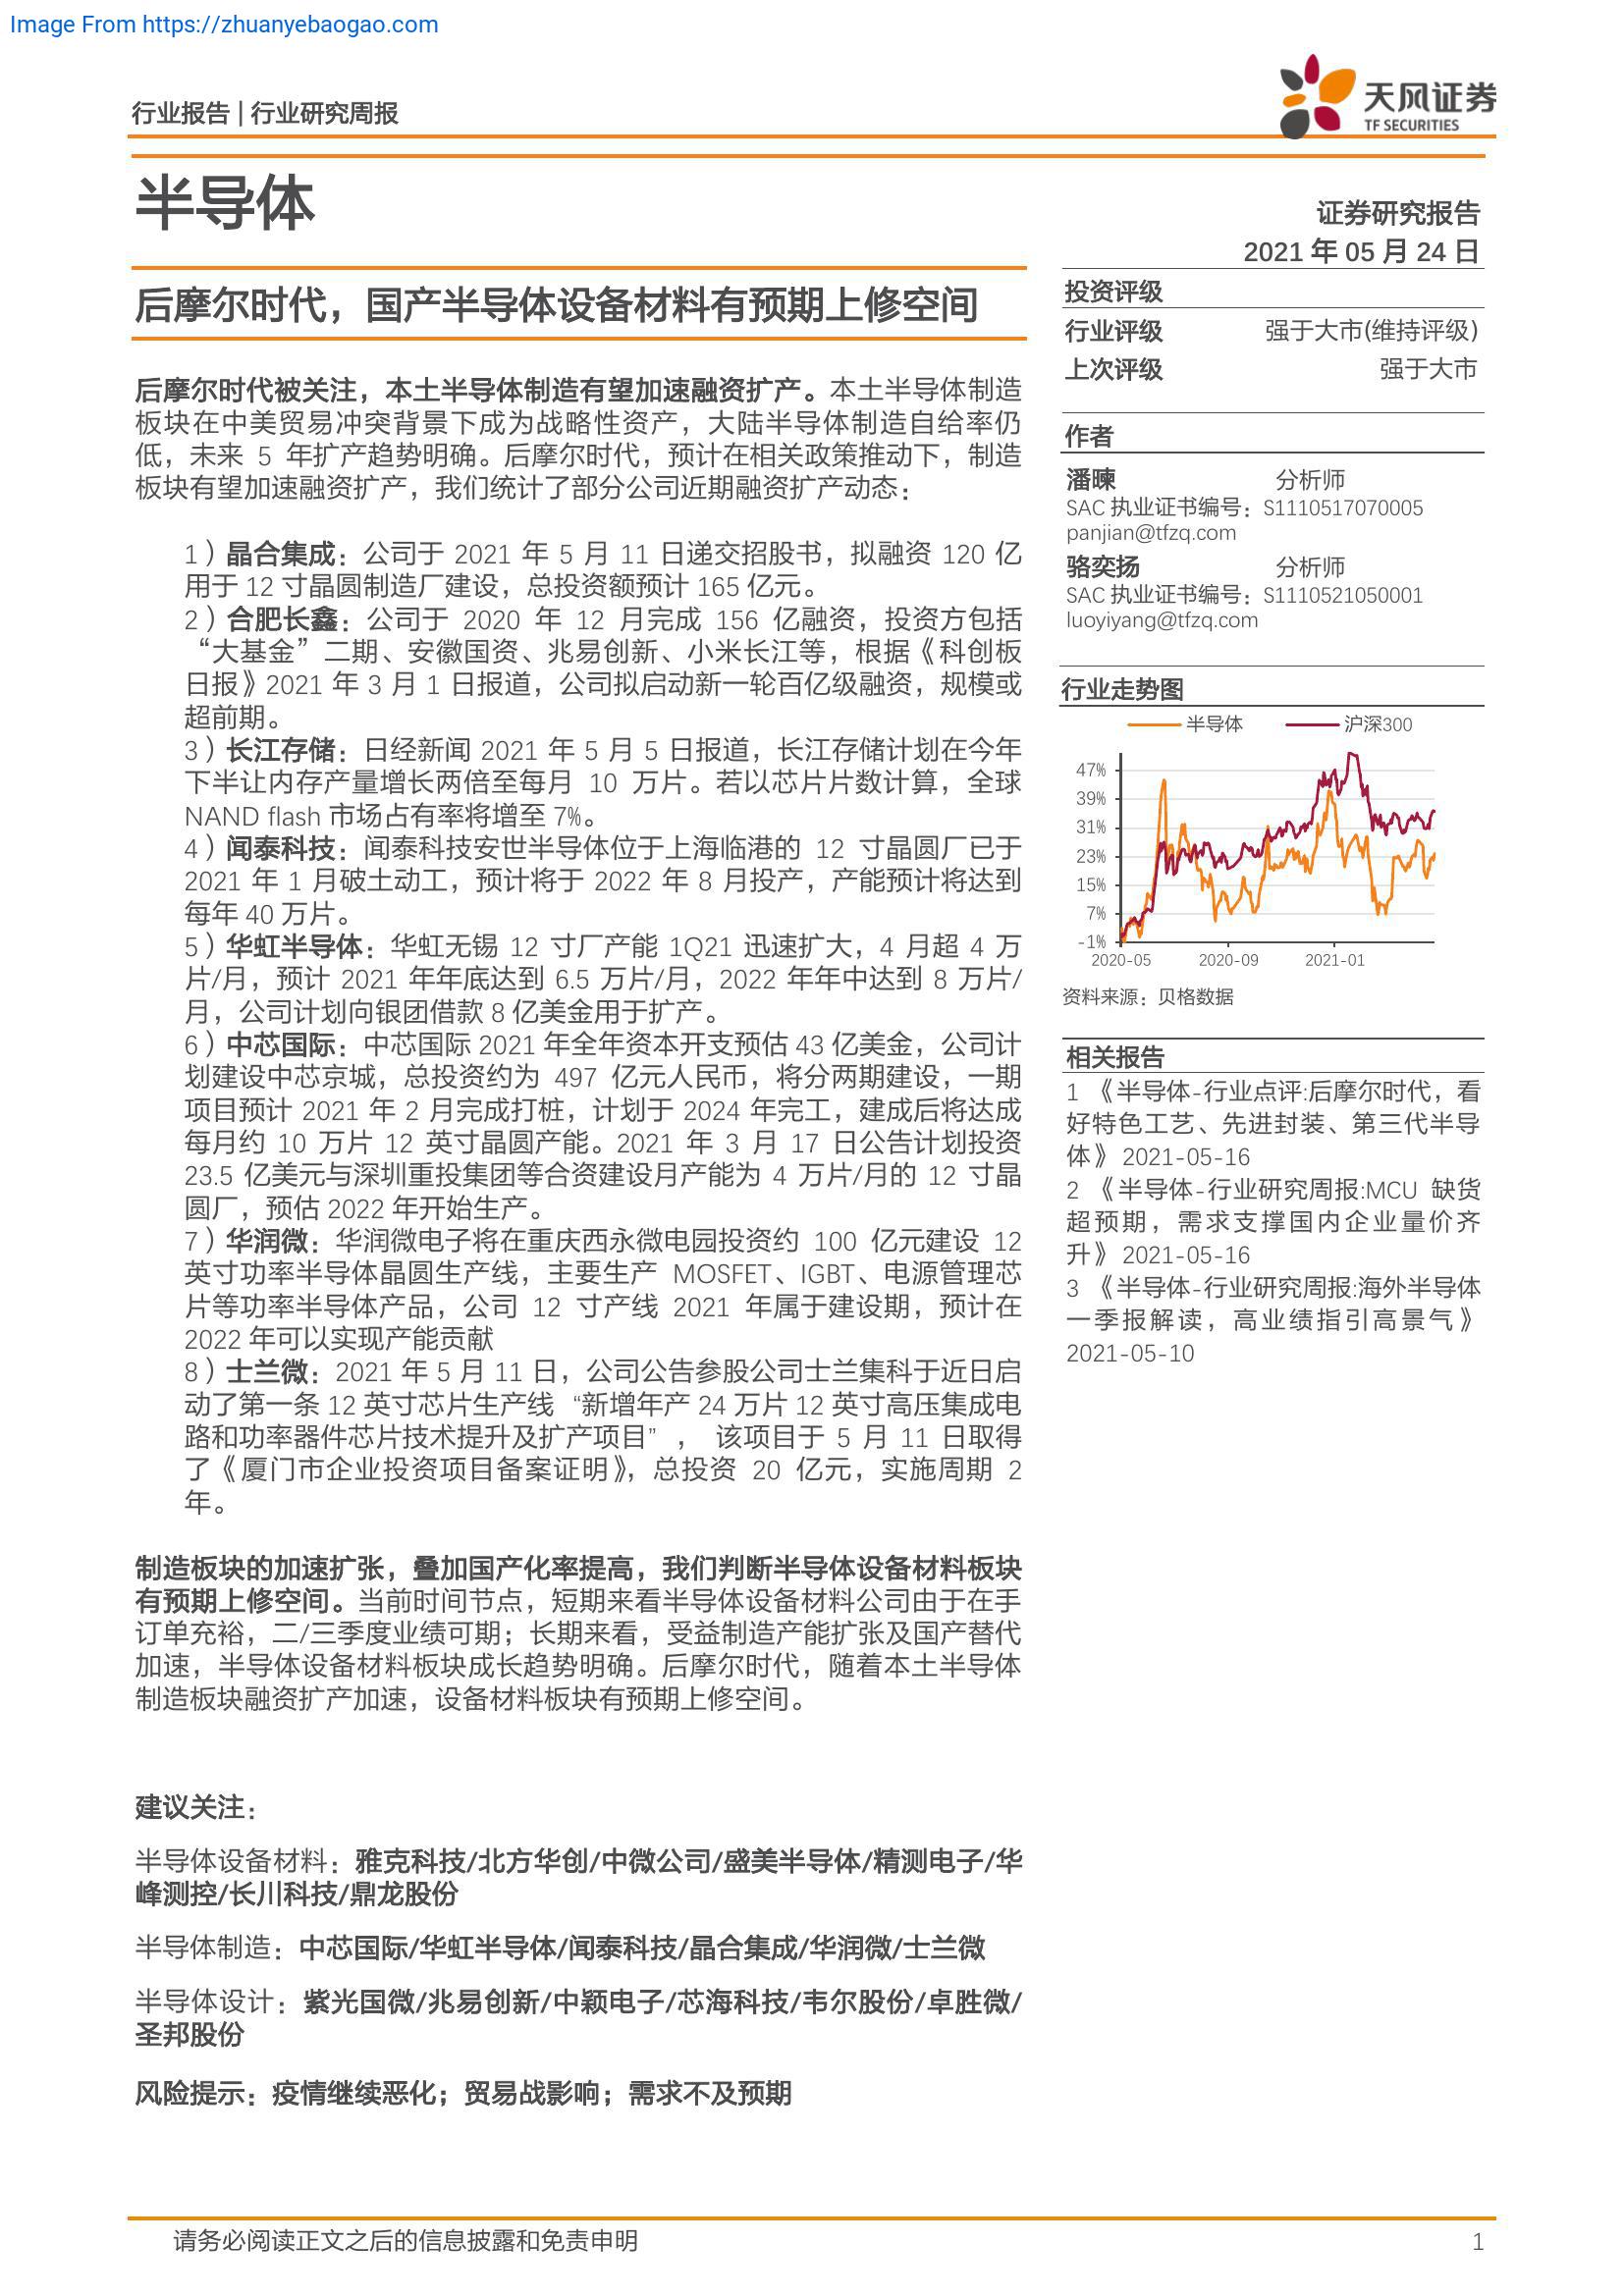 Image From https://zhuanyebaogao.com
行业报告 | 行业研究周报
天风证券
TF SECURITIES
半导体
证券研究报告
2021 年 05 月 24 日
后摩尔时代，国产半导体设备材料有预期上修空间
后摩尔时代被关注，本土半导体制造有望加速融资扩产。本土半导体制造
板块在中美贸易冲突背景下成为战略性资产，大陆半导体制造自给率仍
低，未来 5 年扩产趋势明确。后摩尔时代，预计在相关政策推动下，制造
板块有望加速融资扩产，我们统计了部分公司近期融资扩产动态：
1）晶合集成：公司于 2021 年 5 月 11 日递交招股书，拟融资 120 亿
用于 12 寸晶圆制造厂建设，总投资额预计 165 亿元。
2）合肥长鑫：公司于 2020 年 12 月完成 156 亿融资，投资方包括
“大基金”二期、安徽国资、兆易创新、小米长江等，根据《科创板
日报》2021 年 3 月 1 日报道，公司拟启动新一轮百亿级融资，规模或
超前期。
3）长江存储：日经新闻 2021 年 5 月 5 日报道，长江存储计划在今年
下半让内存产量增长两倍至每月 10 万片。若以芯片片数计算，全球
NAND flash 市场占有率将增至 7%。
4）闻泰科技：闻泰科技安世半导体位于上海临港的 12 寸晶圆厂已于
2021 年 1 月破土动工，预计将于 2022 年 8 月投产，产能预计将达到
每年 40 万片。
5）华虹半导体：华虹无锡 12 寸厂产能 1Q21 迅速扩大，4 月超 4 万
片/月，预计 2021 年年底达到 6.5 万片/月，2022 年年中达到 8 万片/
月，公司计划向银团借款 8 亿美金用于扩产。
6）中芯国际：中芯国际 2021 年全年资本开支预估 43 亿美金，公司计
划建设中芯京城，总投资约为 497 亿元人民币，将分两期建设，一期
项目预计 2021 年 2 月完成打桩，计划于 2024 年完工，建成后将达成
每月约 10 万片 12 英寸晶圆产能。2021 年 3 月 17 日公告计划投资
23.5 亿美元与深圳重投集团等合资建设月产能为 4 万片/月的 12 寸晶
圆厂，预估 2022 年开始生产。
7）华润微：华润微电子将在重庆西永微电园投资约 100 亿元建设 12
英寸功率半导体晶圆生产线，主要生产 MOSFET、IGBT、电源管理芯
片等功率半导体产品，公司 12 寸产线 2021 年属于建设期，预计在
2022 年可以实现产能贡献
8）士兰微：2021 年 5 月 11 日，公司公告参股公司士兰集科于近日启
动了第一条 12 英寸芯片生产线 “新增年产 24 万片 12 英寸高压集成电
路和功率器件芯片技术提升及扩产项目” ， 该项目于 5 月 11 日取得
了《厦门市企业投资项目备案证明》，总投资 20 亿元，实施周期 2
年。
制造板块的加速扩张，叠加国产化率提高，我们判断半导体设备材料板块
有预期上修空间。当前时间节点，短期来看半导体设备材料公司由于在手
订单充裕，二/三季度业绩可期；长期来看，受益制造产能扩张及国产替代
加速，半导体设备材料板块成长趋势明确。后摩尔时代，随着本土半导体
制造板块融资扩产加速，设备材料板块有预期上修空间。
建议关注：
半导体设备材料：雅克科技/北方华创/中微公司/盛美半导体/精测电子/华
峰测控/长川科技/鼎龙股份
半导体制造：中芯国际/华虹半导体/闻泰科技/晶合集成/华润微/士兰微
半导体设计：紫光国微/兆易创新/中颖电子/芯海科技/韦尔股份/卓胜微/
圣邦股份
风险提示：疫情继续恶化；贸易战影响；需求不及预期
投资评级
行业评级 强于大市(维持评级)
上次评级 强于大市
作者
潘暕 分析师
SAC 执业证书编号：S1110517070005
panjian@tfzq.com
骆奕扬 分析师
SAC 执业证书编号：S1110521050001
luoyiyang@tfzq.com
行业走势图
半导体 沪深300
47%
39%
31%
23%
15%
7%
-1%
2020-05 2020-09 2021-01
资料来源：贝格数据
相关报告
1 《半导体-行业点评:后摩尔时代，看
好特色工艺、先进封装、第三代半导
体》 2021-05-16
2 《半导体-行业研究周报:MCU 缺货
超预期，需求支撑国内企业量价齐
升》 2021-05-16
3 《半导体-行业研究周报:海外半导体
一季报解读，高业绩指引高景气》
2021-05-10
请务必阅读正文之后的信息披露和免责申明 1